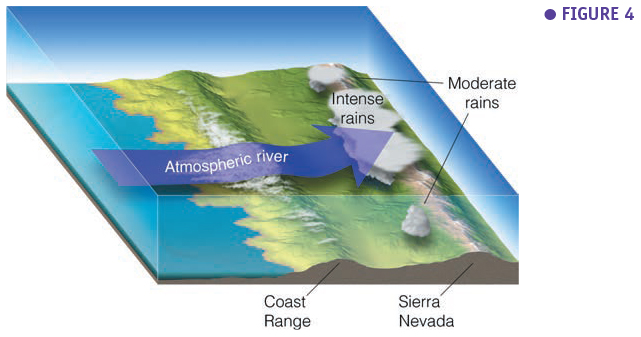 ● FIGURE 4
Moderate
rains
Intense
rains
Atmospheric river
Coast
Range
Sierra
Nevada